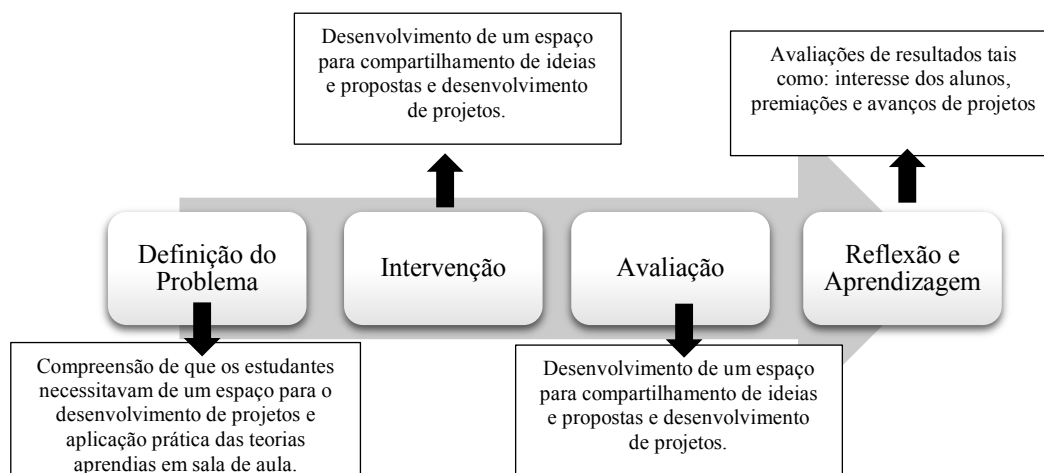 Desenvolvimento de um espaço
para compartilhamento de ideias
e propostas e desenvolvimento
de projetos.
Avaliações de resultados tais
como: interesse dos alunos,
premiações e avanços de projetos
Definição do
Problema
Intervenção
Avaliação
Reflexão e
Aprendizagem
Compreensão de que os estudantes
necessitavam de um espaço para o
desenvolvimento de projetos e
aplicação prática das teorias
aprendias em sala de aula.
Desenvolvimento de um espaço
para compartilhamento de ideias
e propostas e desenvolvimento
de projetos.